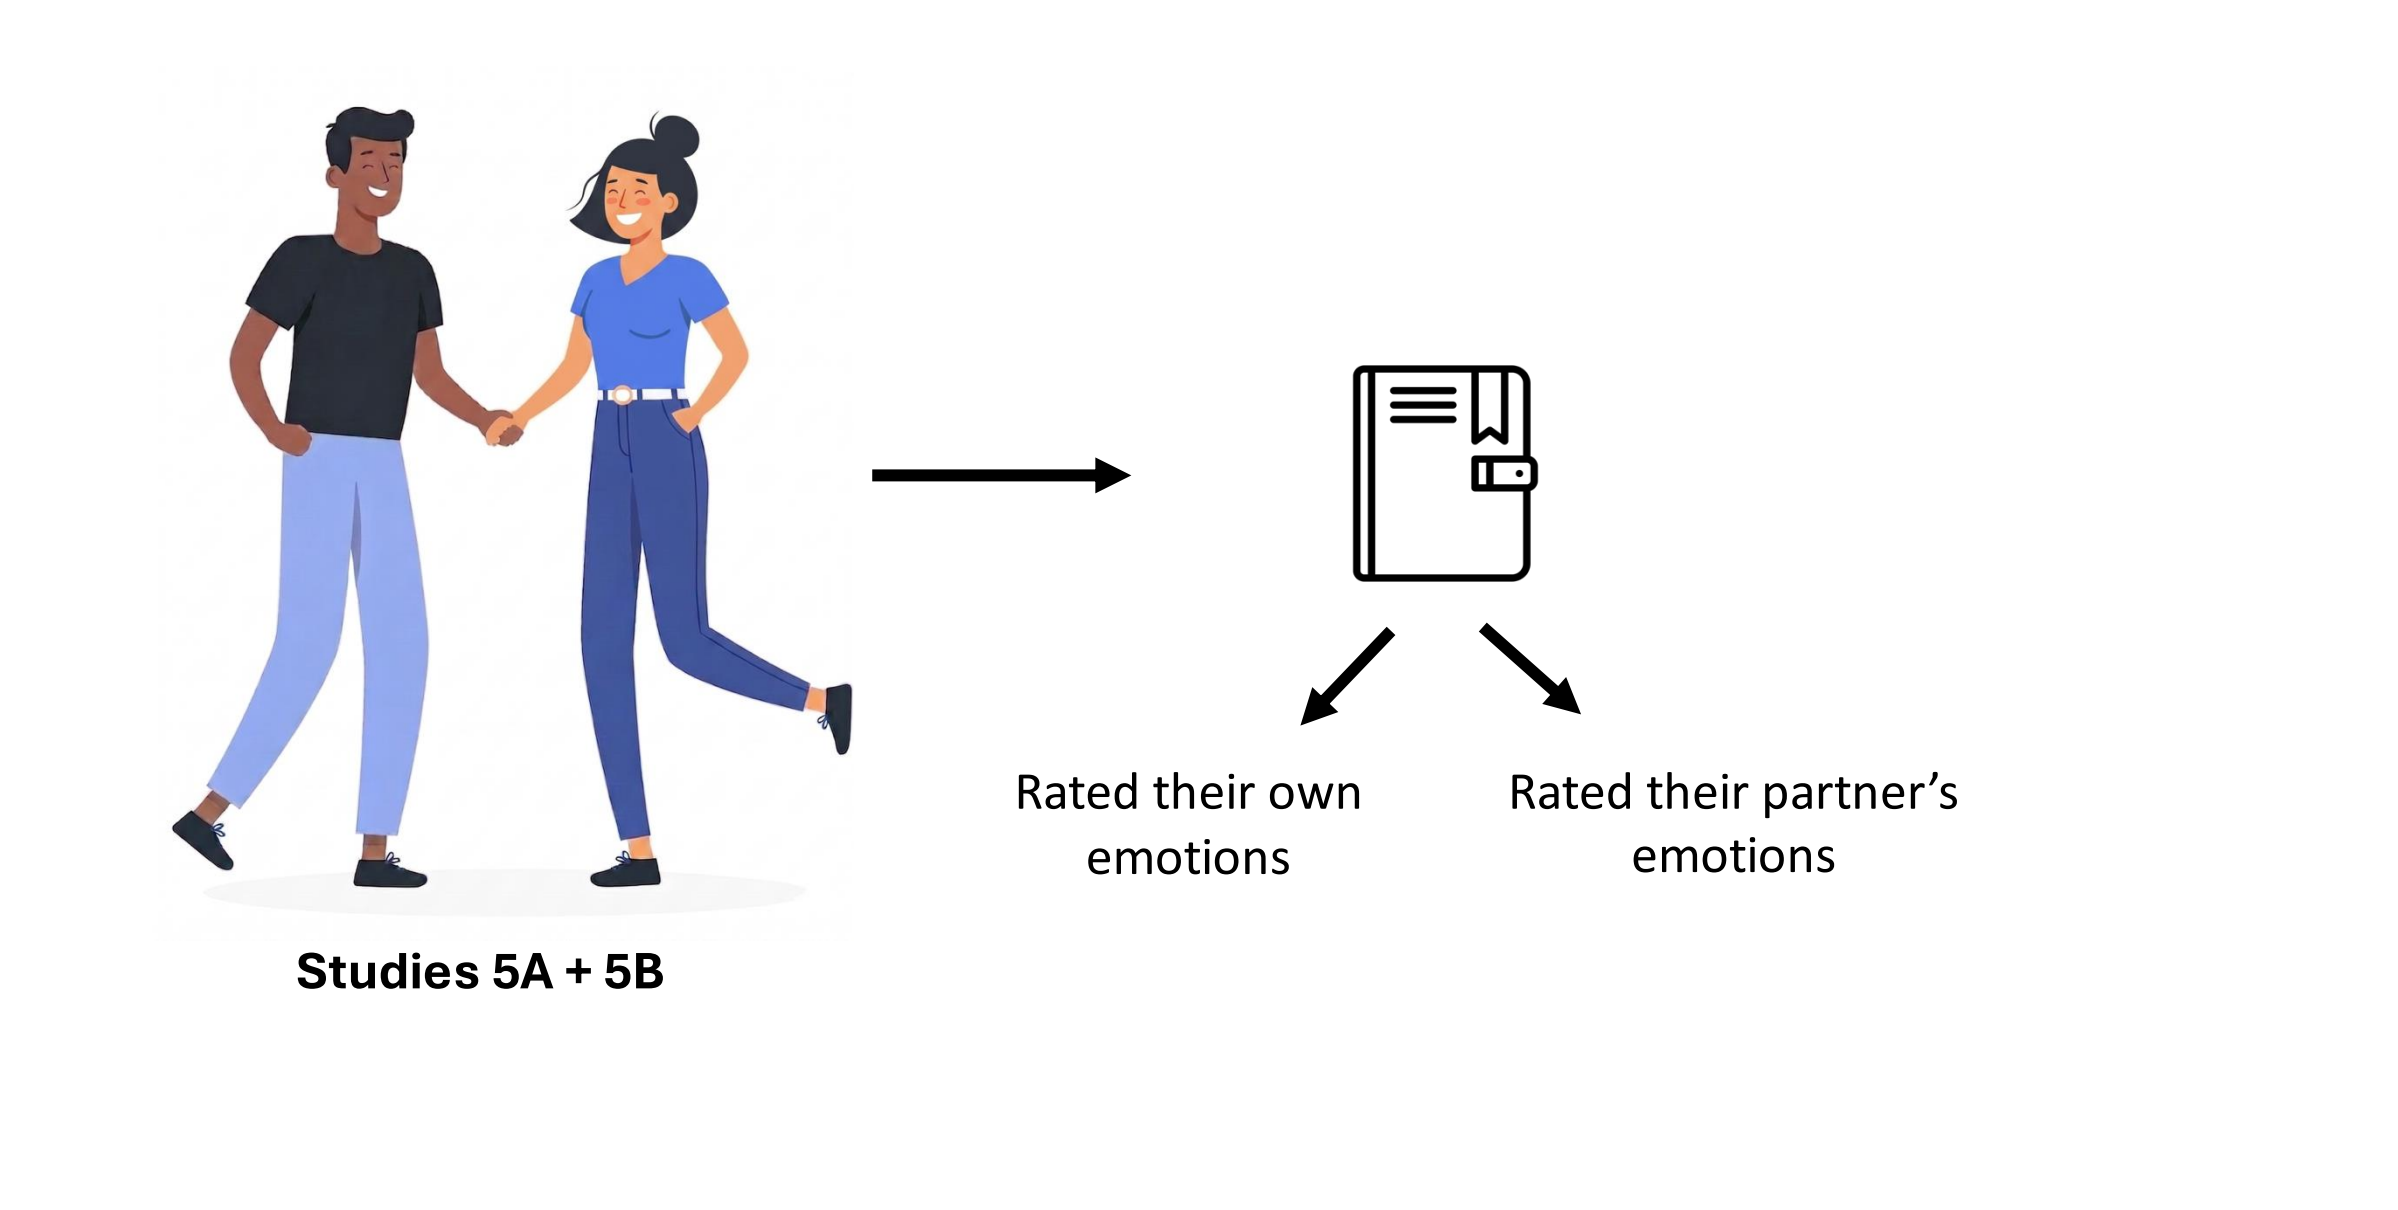 Rated their own
emotions
Rated their partner’s
emotions
Studies 5A + 5B